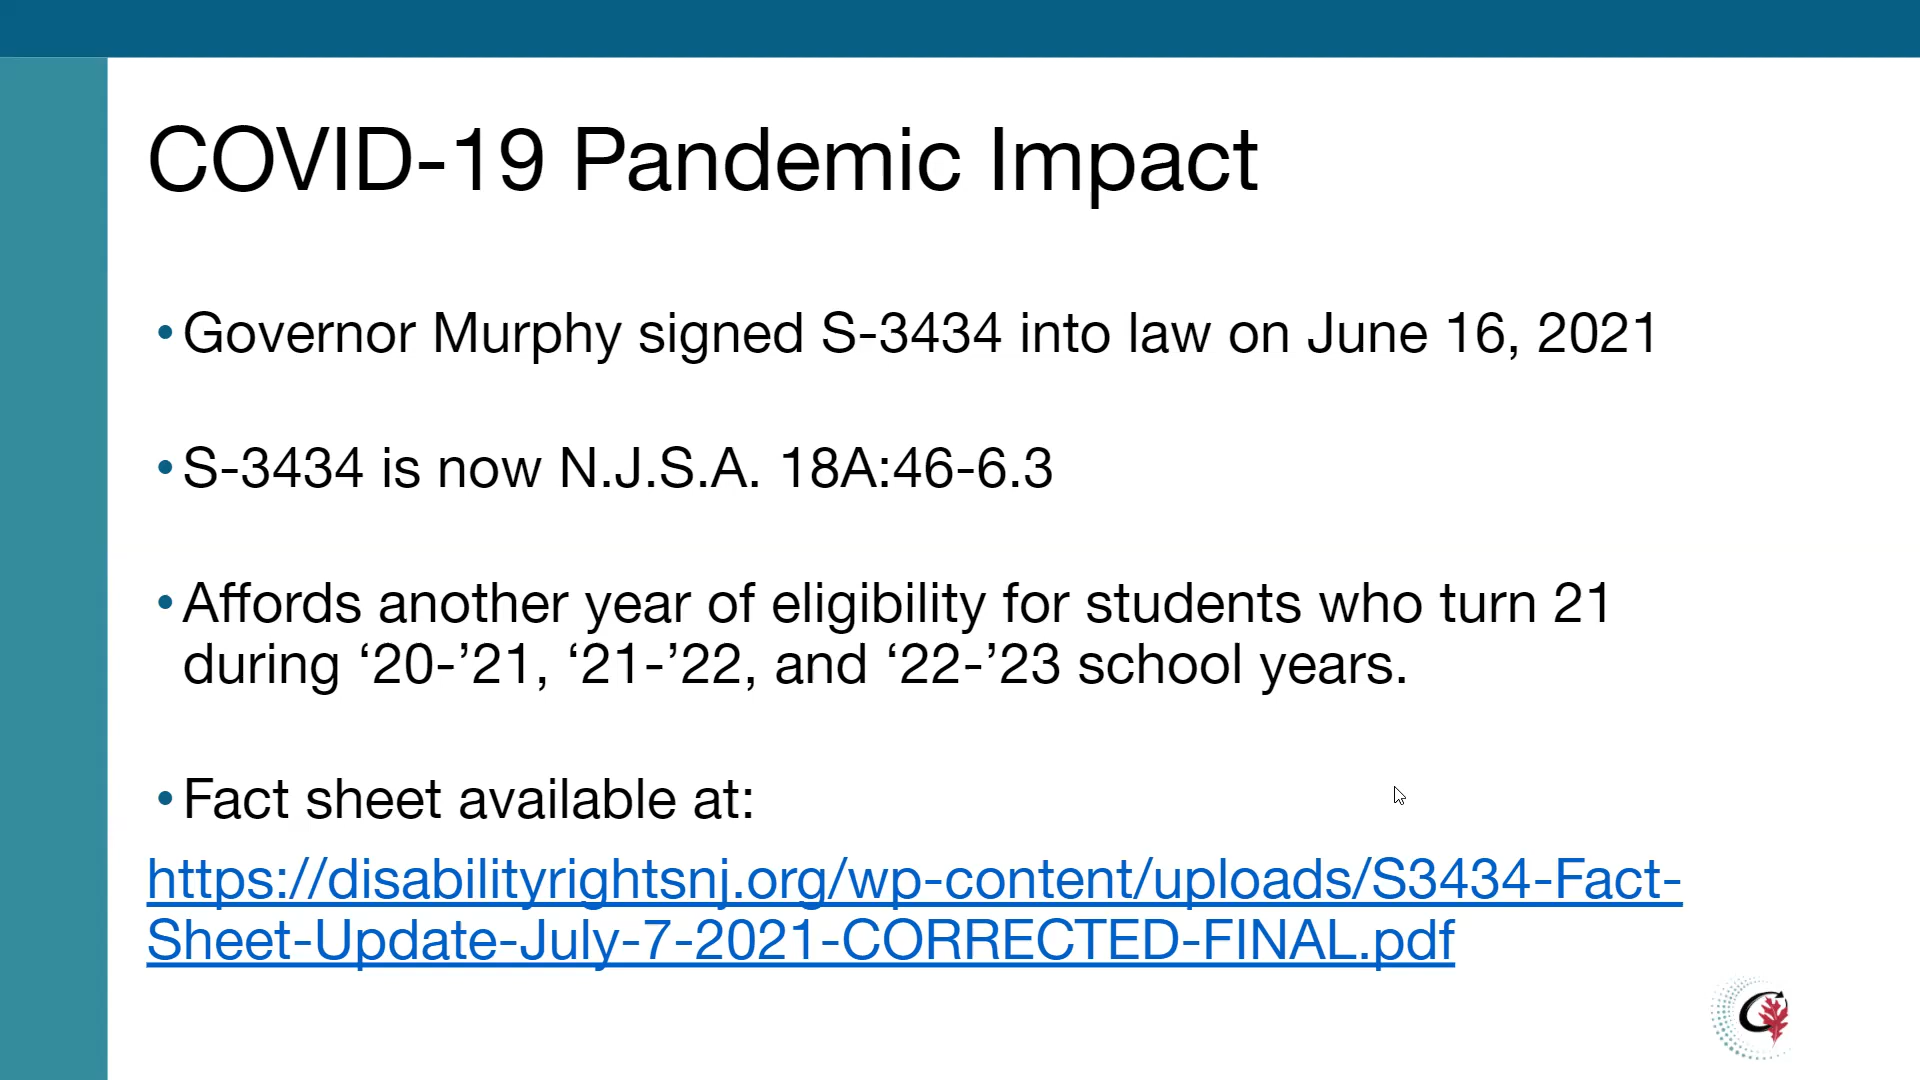 COVID-19 Pandemic Impact
• Governor Murphy signed S-3434 into law on June 16, 2021
• S-3434 is now N.J.S.A. 18A:46-6.3
• Affords another year of eligibility for students who turn 21
during ‘20-’21, ‘21-’22, and ‘22-’23 school years.
• Fact sheet available at:
https://disabilityrightsnj.org/wp-content/uploads/S3434-Fact-
Sheet-Update-July-7-2021-CORRECTED-FINAL.pdf